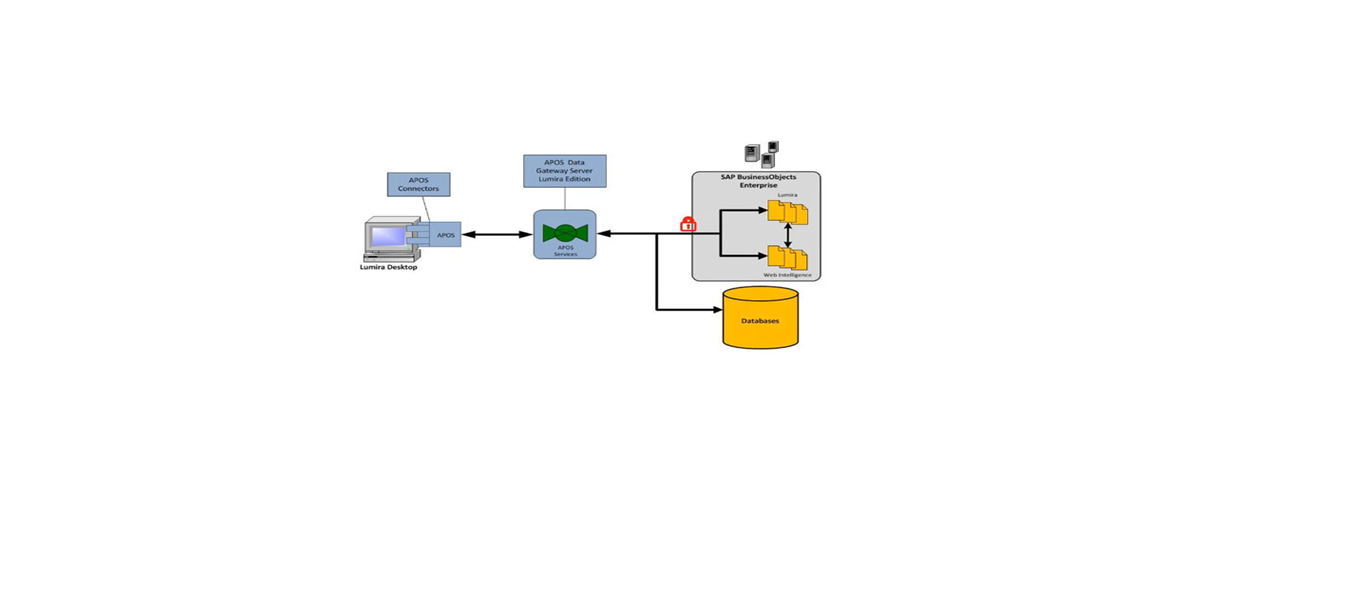 APOS
Connectors
APOS
Lumira Desktop
APOS Data
Gateway Server
Lumira Edition
APOS
Services
SAP BusinessObjects
Enterprise
Lumira
Web Intelligence
Databases